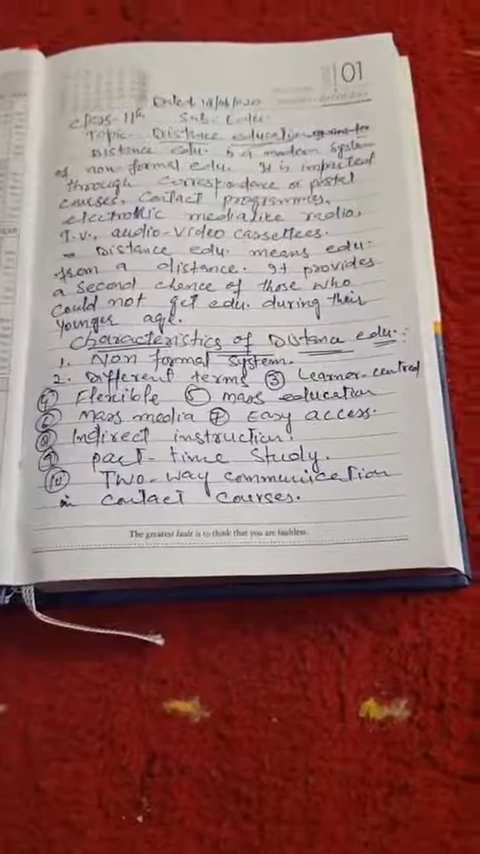 01
Dated 18/06/2020
Class- 11th Sub- Edu.
Topic- Distance education
Distance edu. is a modern system
of non-formal edu. It is imparted
through correspondence or postel
courses, contact programmes,
electronic media like radio,
T.V., audio-video cassettees.
Distance edu. means edu.
from a distance. It provides
a second chance of those who
could not get edu. during their
younger age.
Characteristics of Distance edu.:
1. Non formal system.
2. Different terms ③ Learner-centred
④ Flexible ⑤ mass education
⑥ mass media ⑦ Easy access.
⑧ Indirect instruction.
⑨ part-time study.
⑩ Two-way communication
in contact courses.
The greatest fault is to think that you are faultless.